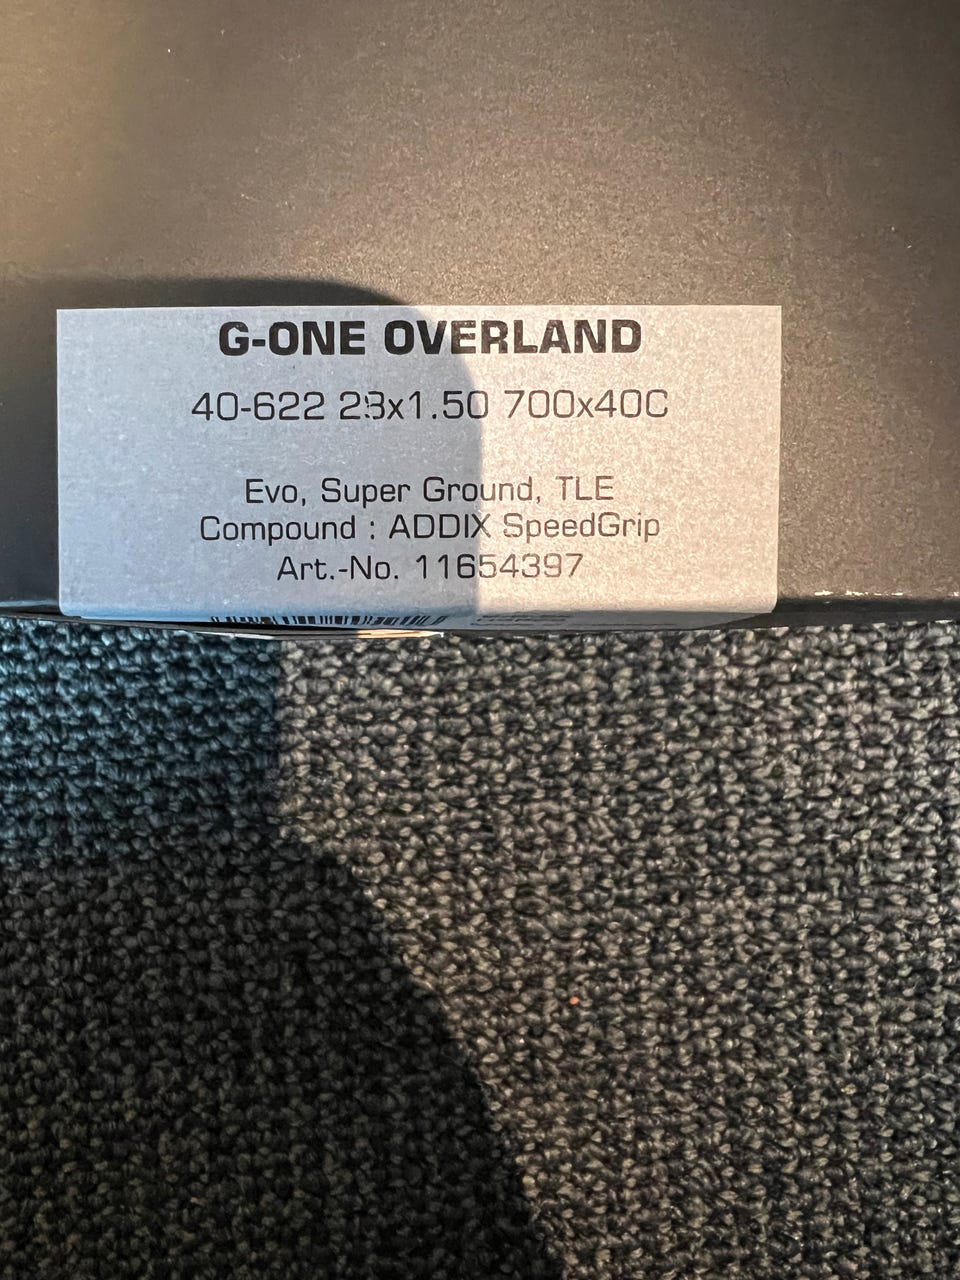 G-ONE OVERLAND
40-622 28x1.50 700x40C
Evo, Super Ground, TLE
Compound : ADDIX SpeedGrip
Art.-No. 11654397